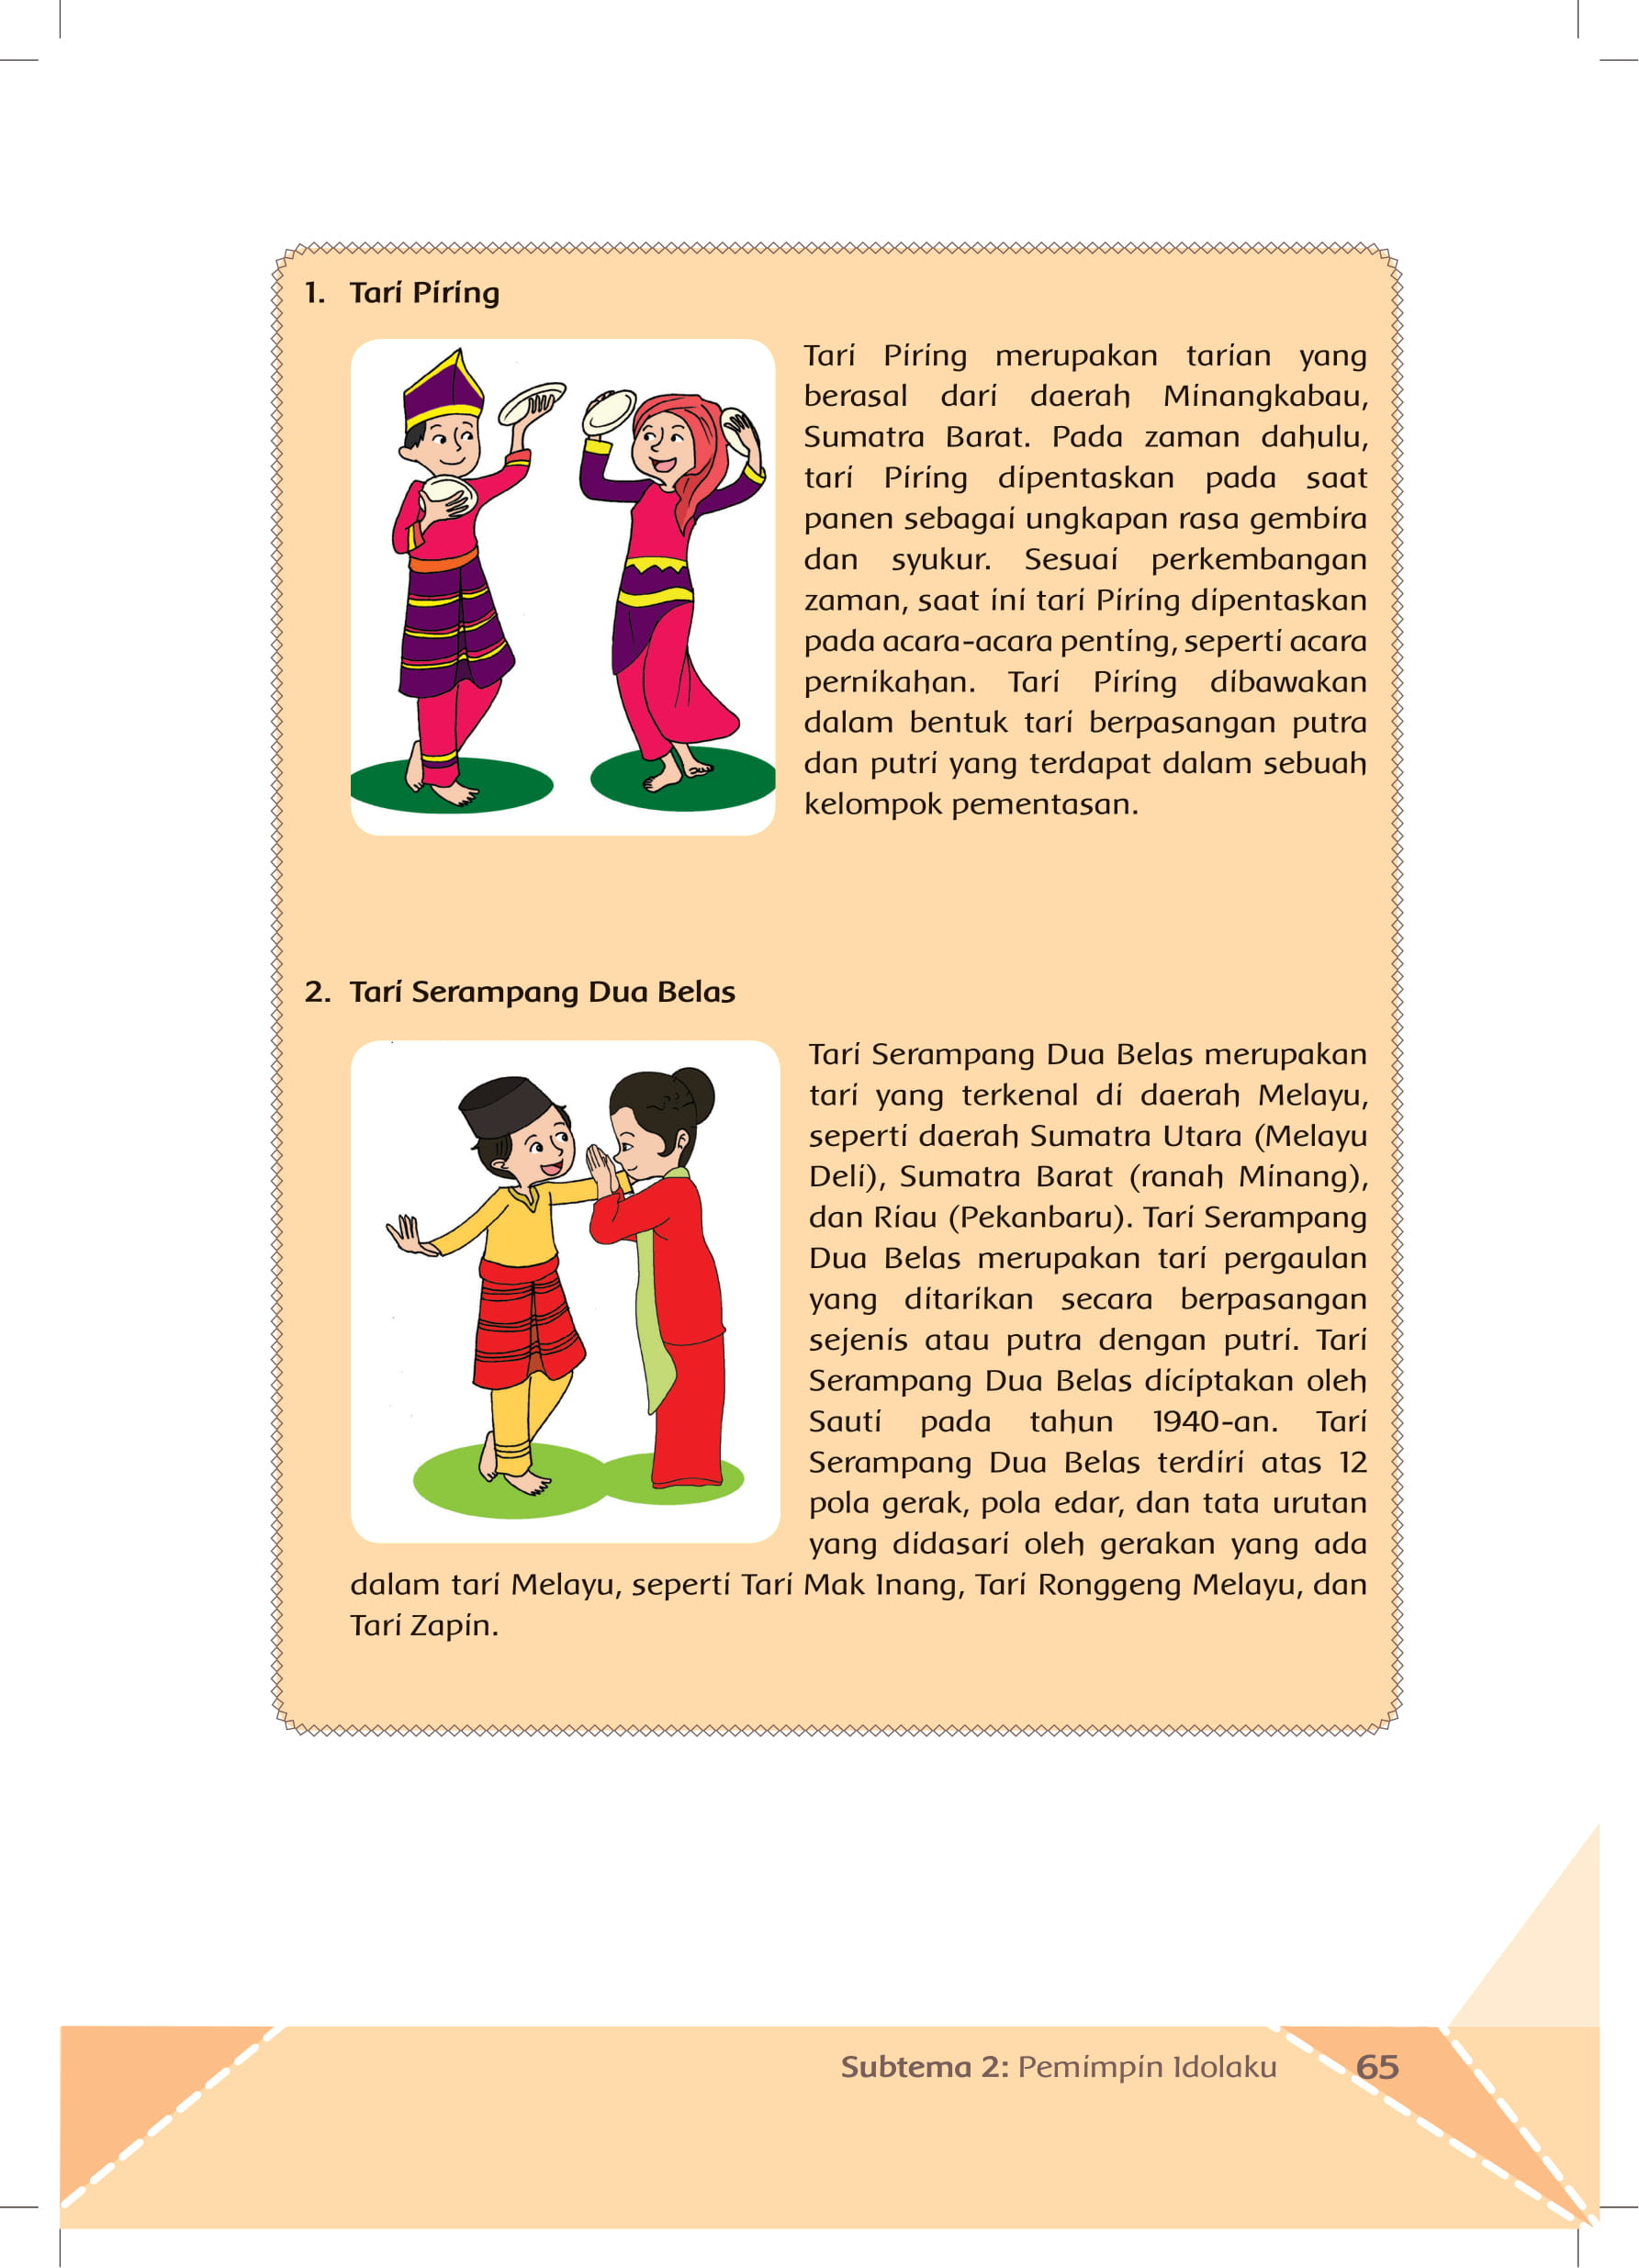 1. Tari Piring
Tari Piring merupakan tarian yang
berasal dari daerah Minangkabau,
Sumatra Barat. Pada zaman dahulu,
tari Piring dipentaskan pada saat
panen sebagai ungkapan rasa gembira
dan syukur. Sesuai perkembangan
zaman, saat ini tari Piring dipentaskan
pada acara-acara penting, seperti acara
pernikahan. Tari Piring dibawakan
dalam bentuk tari berpasangan putra
dan putri yang terdapat dalam sebuah
kelompok pementasan.
2. Tari Serampang Dua Belas
Tari Serampang Dua Belas merupakan
tari yang terkenal di daerah Melayu,
seperti daerah Sumatra Utara (Melayu
Deli), Sumatra Barat (ranah Minang),
dan Riau (Pekanbaru). Tari Serampang
Dua Belas merupakan tari pergaulan
yang ditarikan secara berpasangan
sejenis atau putra dengan putri. Tari
Serampang Dua Belas diciptakan oleh
Sauti pada tahun 1940-an. Tari
Serampang Dua Belas terdiri atas 12
pola gerak, pola edar, dan tata urutan
yang didasari oleh gerakan yang ada
dalam tari Melayu, seperti Tari Mak Inang, Tari Ronggeng Melayu, dan
Tari Zapin.
Subtema 2: Pemimpin Idolaku 65